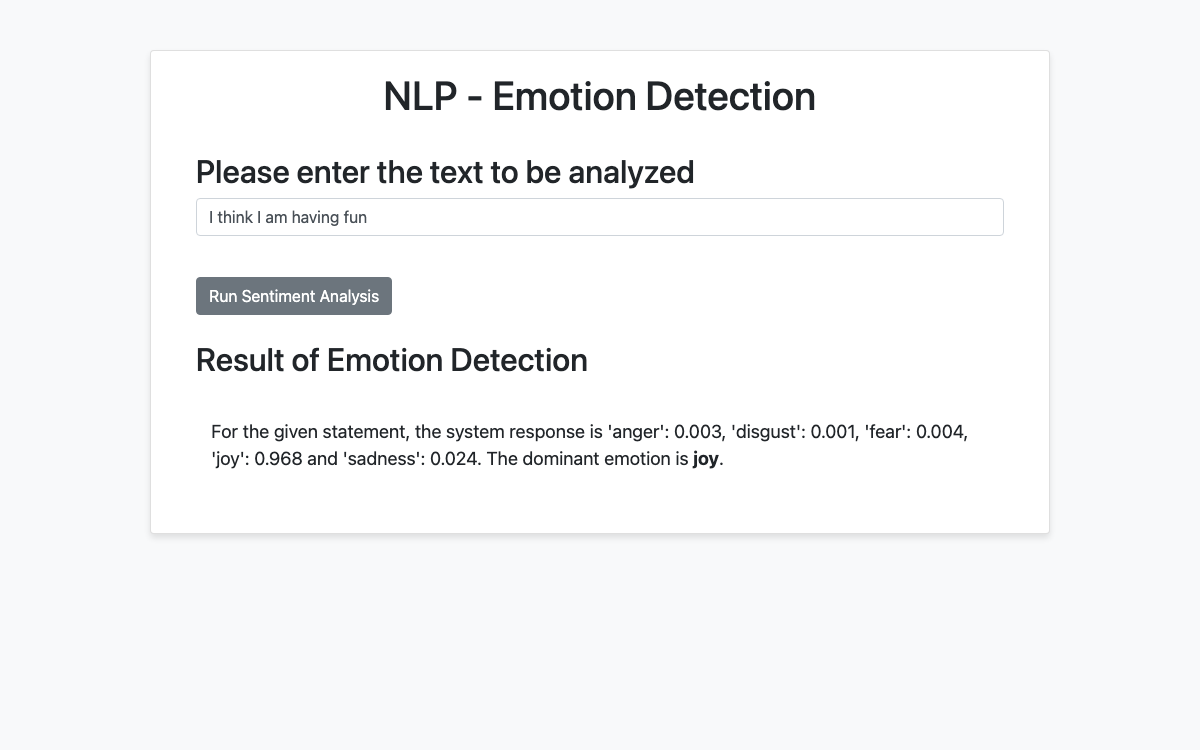 NLP - Emotion Detection
Please enter the text to be analyzed
I think I am having fun
Run Sentiment Analysis
Result of Emotion Detection
For the given statement, the system response is 'anger': 0.003, 'disgust': 0.001, 'fear': 0.004,
'joy': 0.968 and 'sadness': 0.024. The dominant emotion is joy.